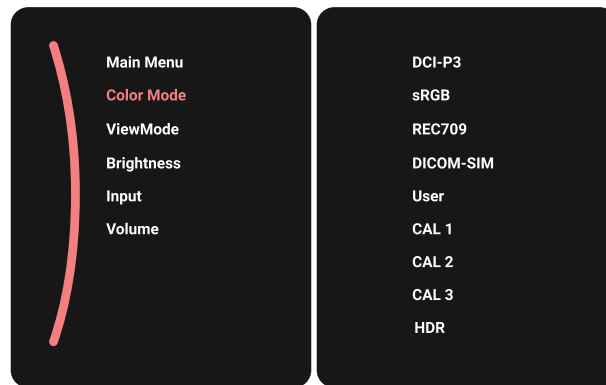 Main Menu
Color Mode
ViewMode
Brightness
Input
Volume
DCI-P3
sRGB
REC709
DICOM-SIM
User
CAL 1
CAL 2
CAL 3
HDR